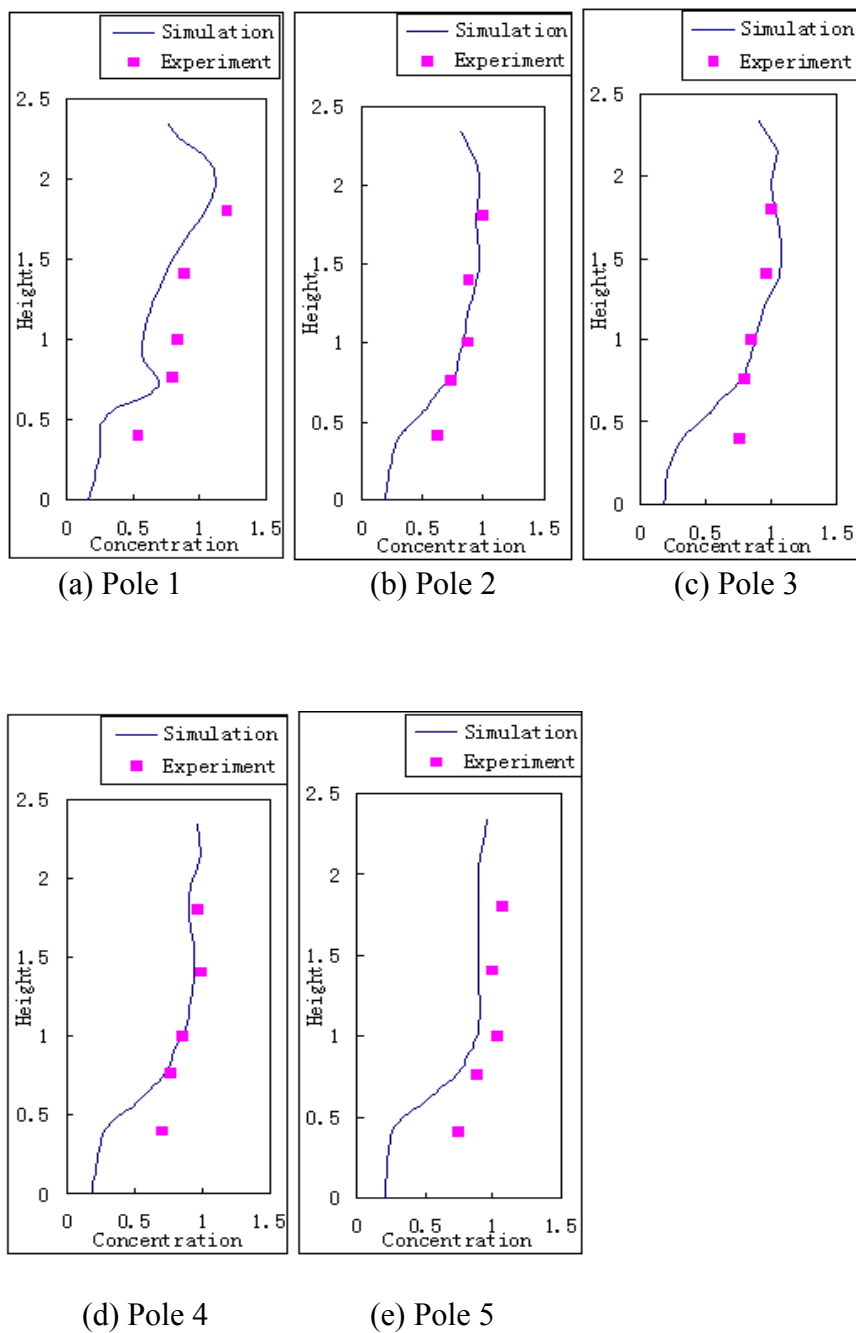 Simulation
Experiment
2.5
2
1.5
1
0.5
0
Height
0 0.5 1 1.5
Concentration
(a) Pole 1
Simulation
Experiment
2.5
2
1.5
1
0.5
0
Height
0 0.5 1 1.5
Concentration
(b) Pole 2
Simulation
Experiment
2.5
2
1.5
1
0.5
0
Height
0 0.5 1 1.5
Concentration
(c) Pole 3
Simulation
Experiment
2.5
2
1.5
1
0.5
0
Height
0 0.5 1 1.5
Concentration
(d) Pole 4
Simulation
Experiment
2.5
2
1.5
1
0.5
0
Height
0 0.5 1 1.5
Concentration
(e) Pole 5